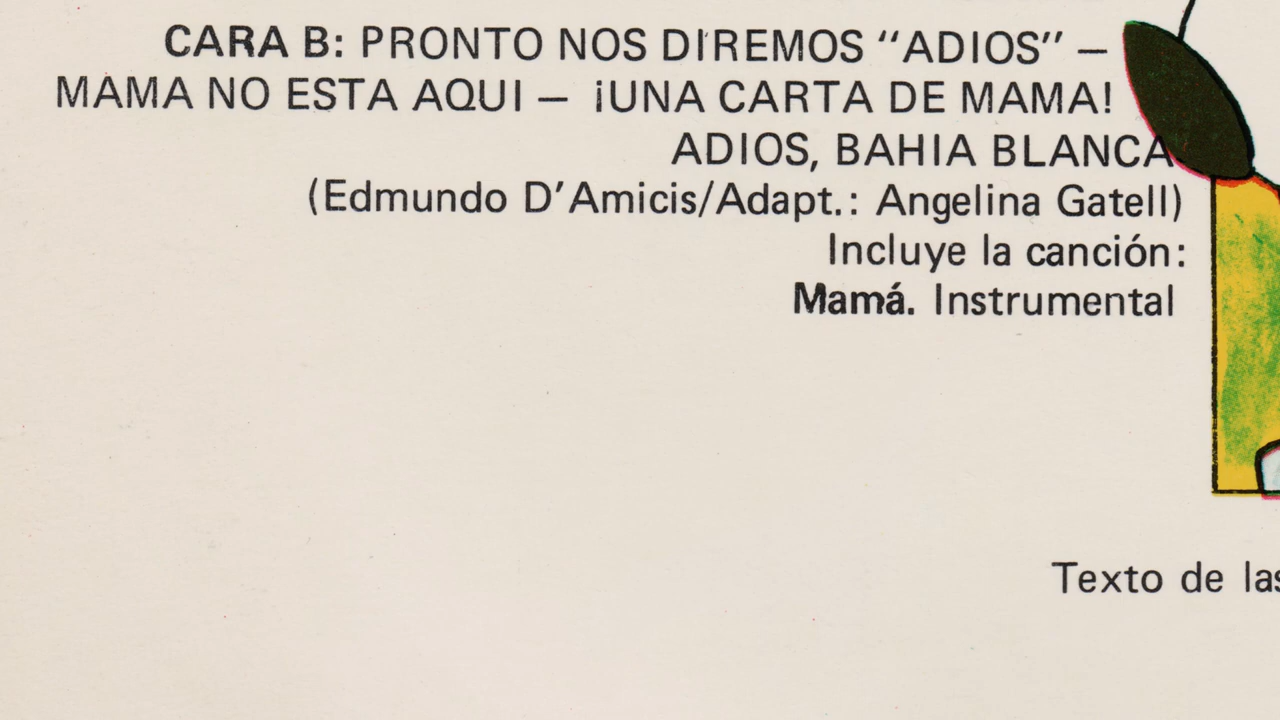 CARA B: PRONTO NOS DIREMOS “ADIOS” —
MAMA NO ESTA AQUI — ¡UNA CARTA DE MAMA!
ADIOS, BAHIA BLANCA
(Edmundo D’Amicis/Adapt.: Angelina Gatell)
Incluye la canción:
Mamá. Instrumental
Texto de las